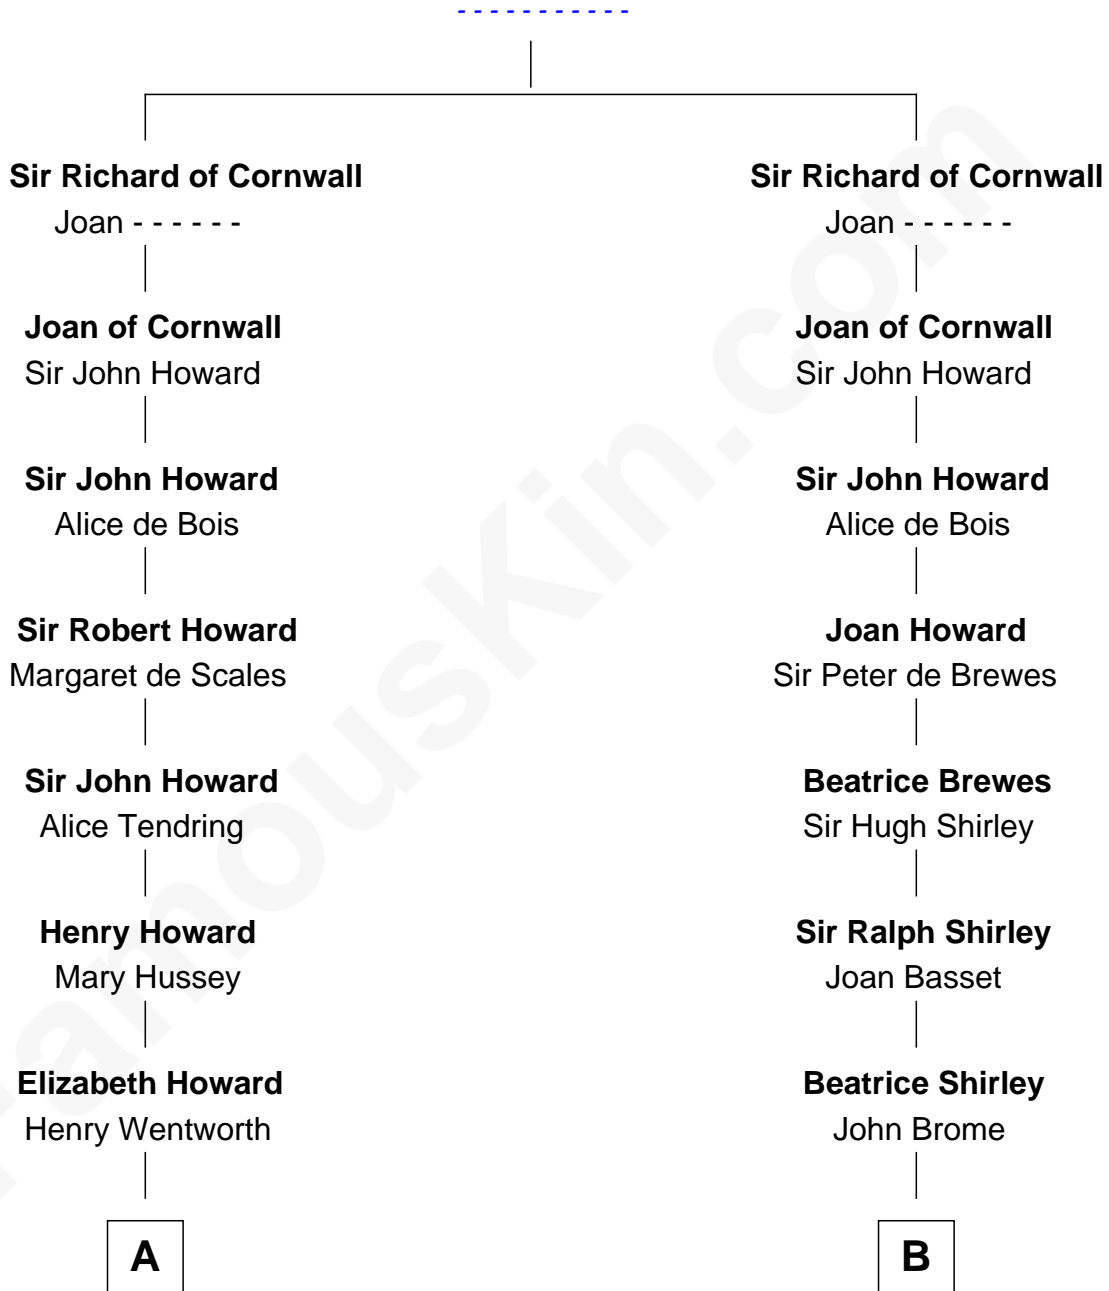 - - - - - - - - - - -
Sir Richard of Cornwall
Joan - - - - - -
Joan of Cornwall
Sir John Howard
Sir John Howard
Alice de Bois
Sir Robert Howard
Margaret de Scales
Sir John Howard
Alice Tendring
Henry Howard
Mary Hussey
Elizabeth Howard
Henry Wentworth
A
Sir Richard of Cornwall
Joan - - - - - -
Joan of Cornwall
Sir John Howard
Sir John Howard
Alice de Bois
Joan Howard
Sir Peter de Brewes
Beatrice Brewes
Sir Hugh Shirley
Sir Ralph Shirley
Joan Basset
Beatrice Shirley
John Brome
B
FamousKin.com